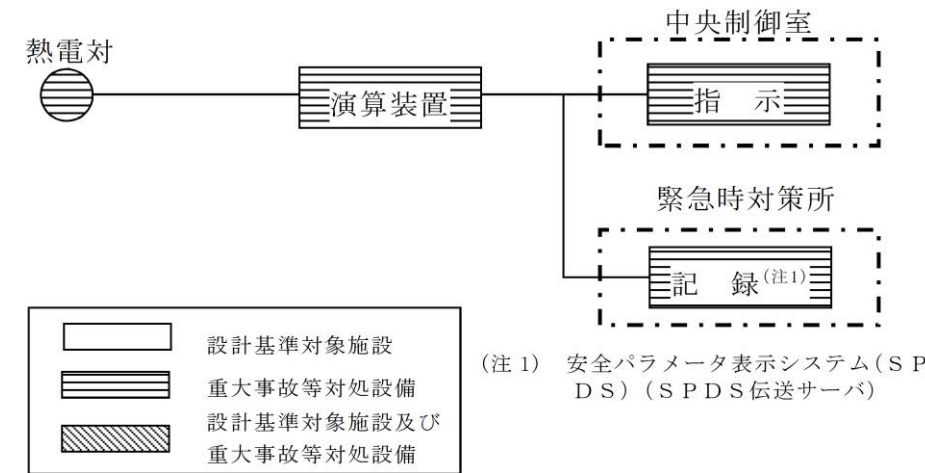 中央制御室
熱電対
演算装置
指　示
緊急時対策所
記　録(注1)
設計基準対象施設
重大事故等対処設備
設計基準対象施設及び
重大事故等対処設備
(注1)　安全パラメータ表示システム(ＳＰ
ＤＳ)(ＳＰＤＳ伝送サーバ)